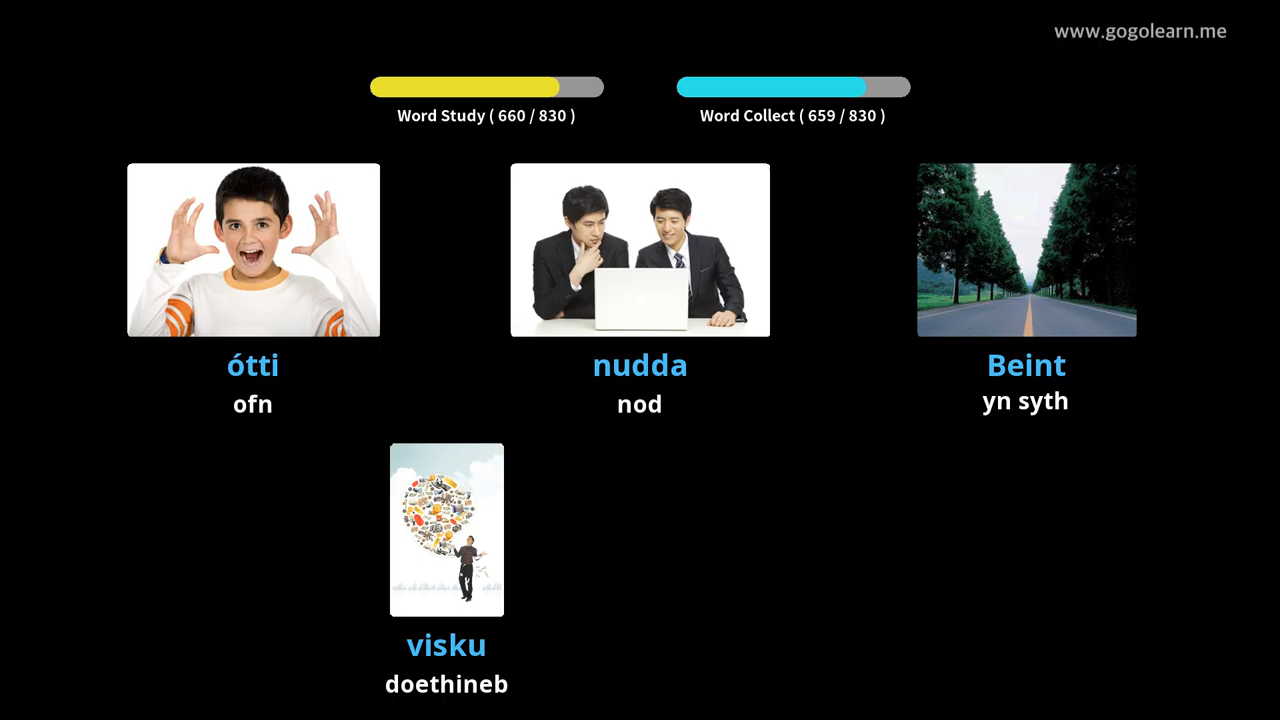 www.gogolearn.me
Word Study ( 660 / 830 )
Word Collect ( 659 / 830 )
ótti
ofn
nudda
nod
Beint
yn syth
visku
doethineb